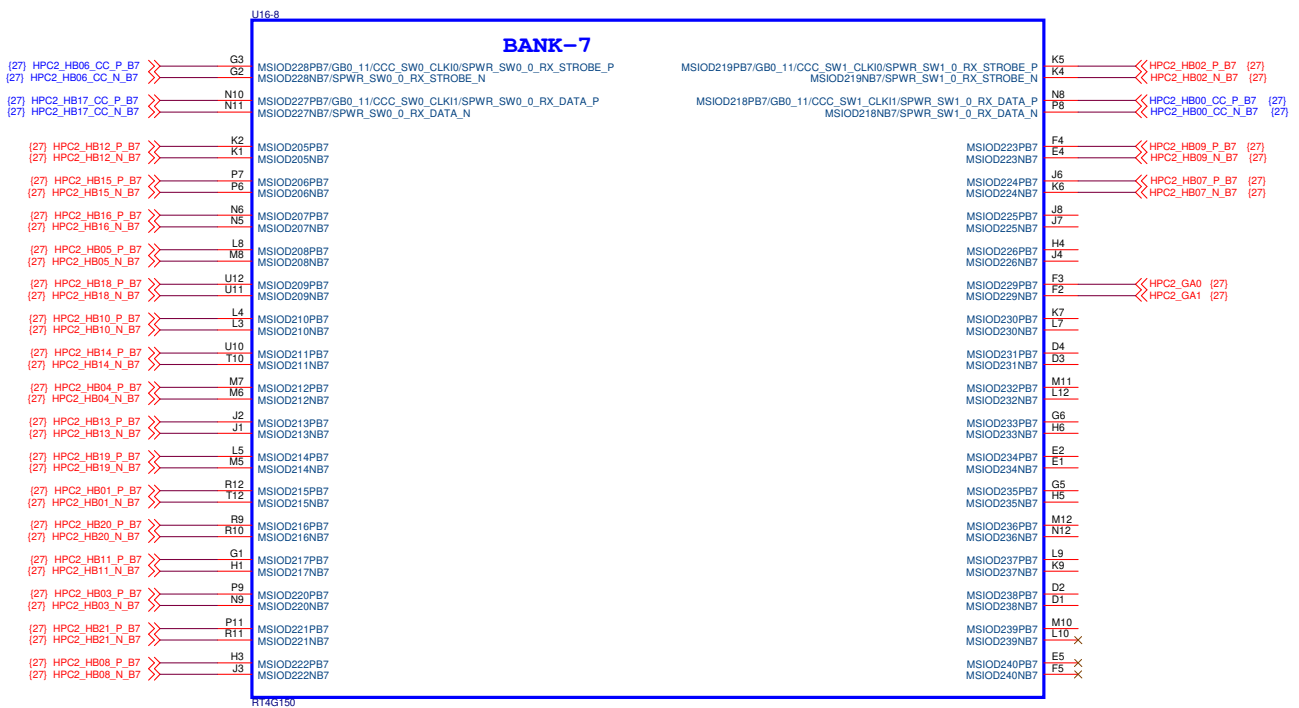 U16-8
BANK-7
{27} HPC2_HB06_CC_P_B7 G3 MSIOD228PB7/GB0_11/CCC_SW0_CLKI0/SPWR_SW0_0_RX_STROBE_P
{27} HPC2_HB06_CC_N_B7 G2 MSIOD228NB7/SPWR_SW0_0_RX_STROBE_N
{27} HPC2_HB17_CC_P_B7 N10 MSIOD227PB7/GB0_11/CCC_SW0_CLKI1/SPWR_SW0_0_RX_DATA_P
{27} HPC2_HB17_CC_N_B7 N11 MSIOD227NB7/SPWR_SW0_0_RX_DATA_N
{27} HPC2_HB12_P_B7 K2 MSIOD205PB7
{27} HPC2_HB12_N_B7 K1 MSIOD205NB7
{27} HPC2_HB15_P_B7 P7 MSIOD206PB7
{27} HPC2_HB15_N_B7 P6 MSIOD206NB7
{27} HPC2_HB16_P_B7 N6 MSIOD207PB7
{27} HPC2_HB16_N_B7 N5 MSIOD207NB7
{27} HPC2_HB05_P_B7 L8 MSIOD208PB7
{27} HPC2_HB05_N_B7 M8 MSIOD208NB7
{27} HPC2_HB18_P_B7 U12 MSIOD209PB7
{27} HPC2_HB18_N_B7 U11 MSIOD209NB7
{27} HPC2_HB10_P_B7 L4 MSIOD210PB7
{27} HPC2_HB10_N_B7 L3 MSIOD210NB7
{27} HPC2_HB14_P_B7 U10 MSIOD211PB7
{27} HPC2_HB14_N_B7 T10 MSIOD211NB7
{27} HPC2_HB04_P_B7 M7 MSIOD212PB7
{27} HPC2_HB04_N_B7 M6 MSIOD212NB7
{27} HPC2_HB13_P_B7 J2 MSIOD213PB7
{27} HPC2_HB13_N_B7 J1 MSIOD213NB7
{27} HPC2_HB19_P_B7 L5 MSIOD214PB7
{27} HPC2_HB19_N_B7 M5 MSIOD214NB7
{27} HPC2_HB01_P_B7 R12 MSIOD215PB7
{27} HPC2_HB01_N_B7 T12 MSIOD215NB7
{27} HPC2_HB20_P_B7 R9 MSIOD216PB7
{27} HPC2_HB20_N_B7 R10 MSIOD216NB7
{27} HPC2_HB11_P_B7 G1 MSIOD217PB7
{27} HPC2_HB11_N_B7 H1 MSIOD217NB7
{27} HPC2_HB03_P_B7 P9 MSIOD220PB7
{27} HPC2_HB03_N_B7 N9 MSIOD220NB7
{27} HPC2_HB21_P_B7 P11 MSIOD221PB7
{27} HPC2_HB21_N_B7 R11 MSIOD221NB7
{27} HPC2_HB08_P_B7 H3 MSIOD222PB7
{27} HPC2_HB08_N_B7 J3 MSIOD222NB7
MSIOD219PB7/GB0_11/CCC_SW1_CLKI0/SPWR_SW1_0_RX_STROBE_P K5 HPC2_HB02_P_B7 {27}
MSIOD219NB7/SPWR_SW1_0_RX_STROBE_N K4 HPC2_HB02_N_B7 {27}
MSIOD218PB7/GB0_11/CCC_SW1_CLKI1/SPWR_SW1_0_RX_DATA_P N8 HPC2_HB00_CC_P_B7 {27}
MSIOD218NB7/SPWR_SW1_0_RX_DATA_N P8 HPC2_HB00_CC_N_B7 {27}
MSIOD223PB7 F4 HPC2_HB09_P_B7 {27}
MSIOD223NB7 E4 HPC2_HB09_N_B7 {27}
MSIOD224PB7 J6 HPC2_HB07_P_B7 {27}
MSIOD224NB7 K6 HPC2_HB07_N_B7 {27}
MSIOD225PB7 J8
MSIOD225NB7 J7
MSIOD226PB7 H4
MSIOD226NB7 J4
MSIOD229PB7 F3 HPC2_GA0 {27}
MSIOD229NB7 F2 HPC2_GA1 {27}
MSIOD230PB7 K7
MSIOD230NB7 L7
MSIOD231PB7 D4
MSIOD231NB7 D3
MSIOD232PB7 M11
MSIOD232NB7 L12
MSIOD233PB7 G6
MSIOD233NB7 H6
MSIOD234PB7 E2
MSIOD234NB7 E1
MSIOD235PB7 G5
MSIOD235NB7 H5
MSIOD236PB7 M12
MSIOD236NB7 N12
MSIOD237PB7 L9
MSIOD237NB7 K9
MSIOD238PB7 D2
MSIOD238NB7 D1
MSIOD239PB7 M10
MSIOD239NB7 L10
MSIOD240PB7 E5
MSIOD240NB7 F5
RT4G150